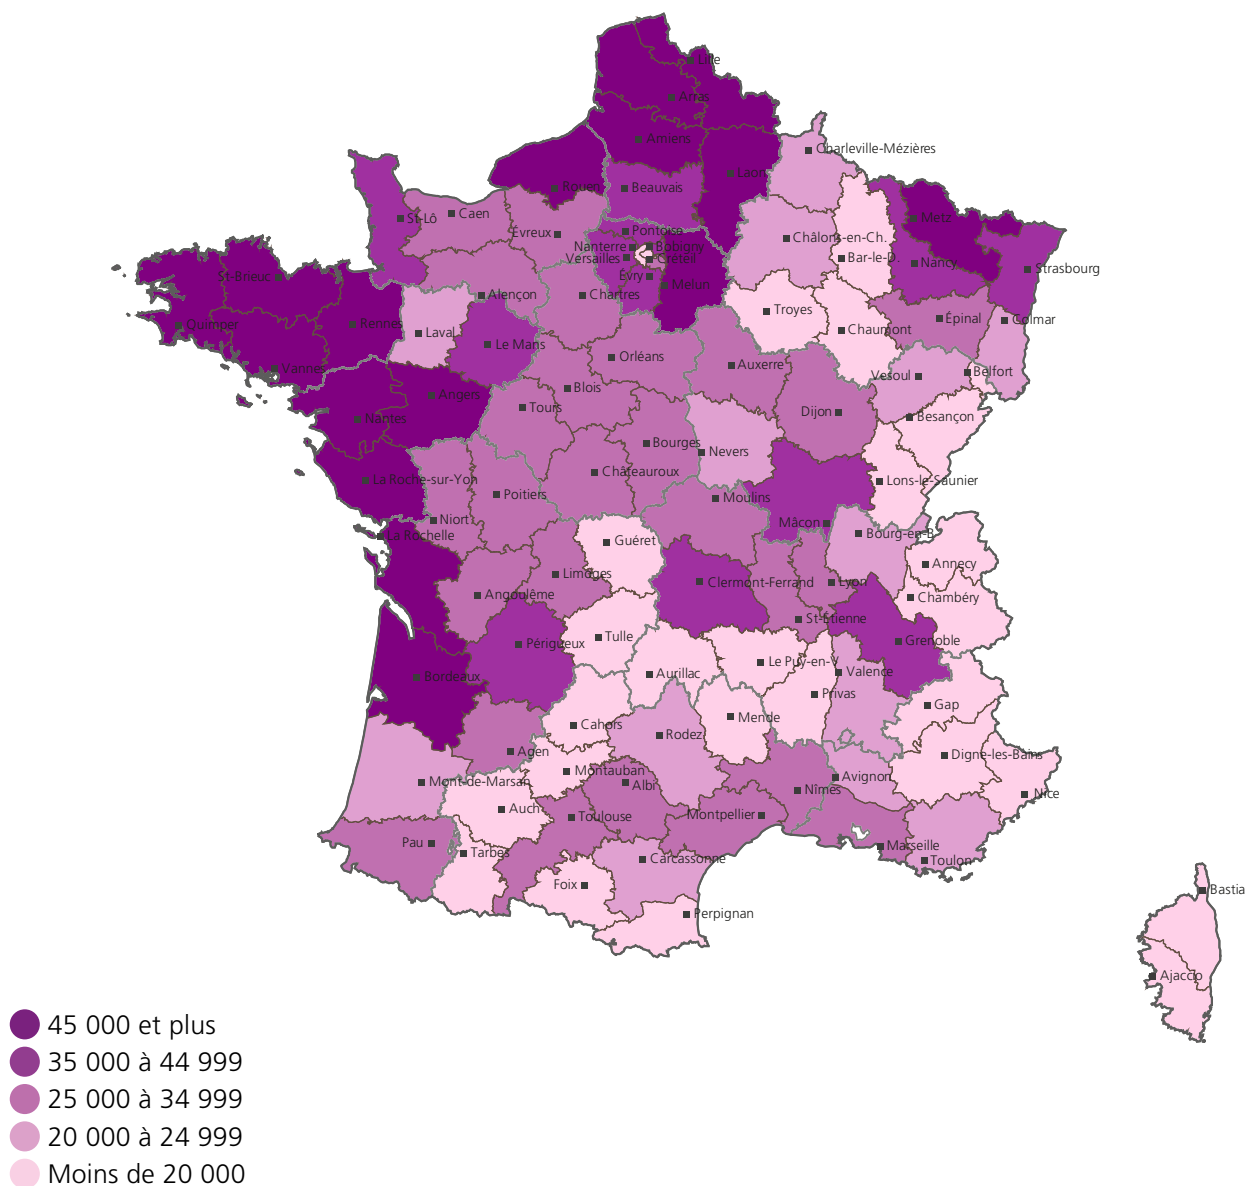 Lille
Arras
Amiens
Charleville-Mézières
Laon
Rouen
Beauvais
St-Lô
Caen
Metz
Évreux
Pontoise
Châlons-en-Ch.
Nanterre
Bobigny
Versailles
Créteil
Bar-le-D.
Nancy
Strasbourg
St-Brieuc
Évry
Melun
Alençon
Chartres
Troyes
Épinal
Colmar
Quimper
Rennes
Laval
Chaumont
Le Mans
Orléans
Auxerre
Vannes
Vesoul
Belfort
Angers
Blois
Tours
Dijon
Besançon
Nantes
Bourges
Nevers
La Roche-sur-Yon
Châteauroux
Lons-le-Saunier
Poitiers
Moulins
Niort
Mâcon
La Rochelle
Guéret
Bourg-en-B.
Annecy
Limoges
Clermont-Ferrand
Lyon
Angoulême
Chambéry
St-Étienne
Périgueux
Tulle
Grenoble
Le Puy-en-V.
Bordeaux
Aurillac
Valence
Privas
Gap
Cahors
Mende
Rodez
Agen
Digne-les-Bains
Montauban
Mont-de-Marsan
Albi
Avignon
Nîmes
Nice
Auch
Toulouse
Montpellier
Pau
Tarbes
Marseille
Carcassonne
Toulon
Foix
Bastia
Perpignan
Ajaccio
45 000 et plus
35 000 à 44 999
25 000 à 34 999
20 000 à 24 999
Moins de 20 000